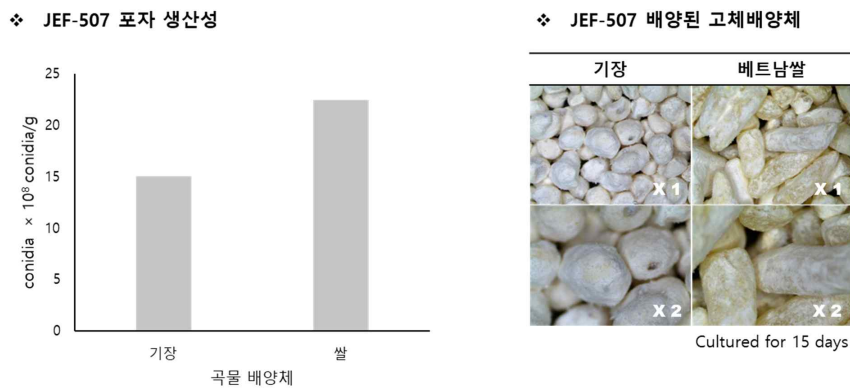 ❖ JEF-507 포자 생산성
25
20
15
10
5
0
conidia × 10⁸ conidia/g
기장 쌀
곡물 배양체
❖ JEF-507 배양된 고체배양체
기장 베트남쌀
X 1 X 1
X 2 X 2
Cultured for 15 days